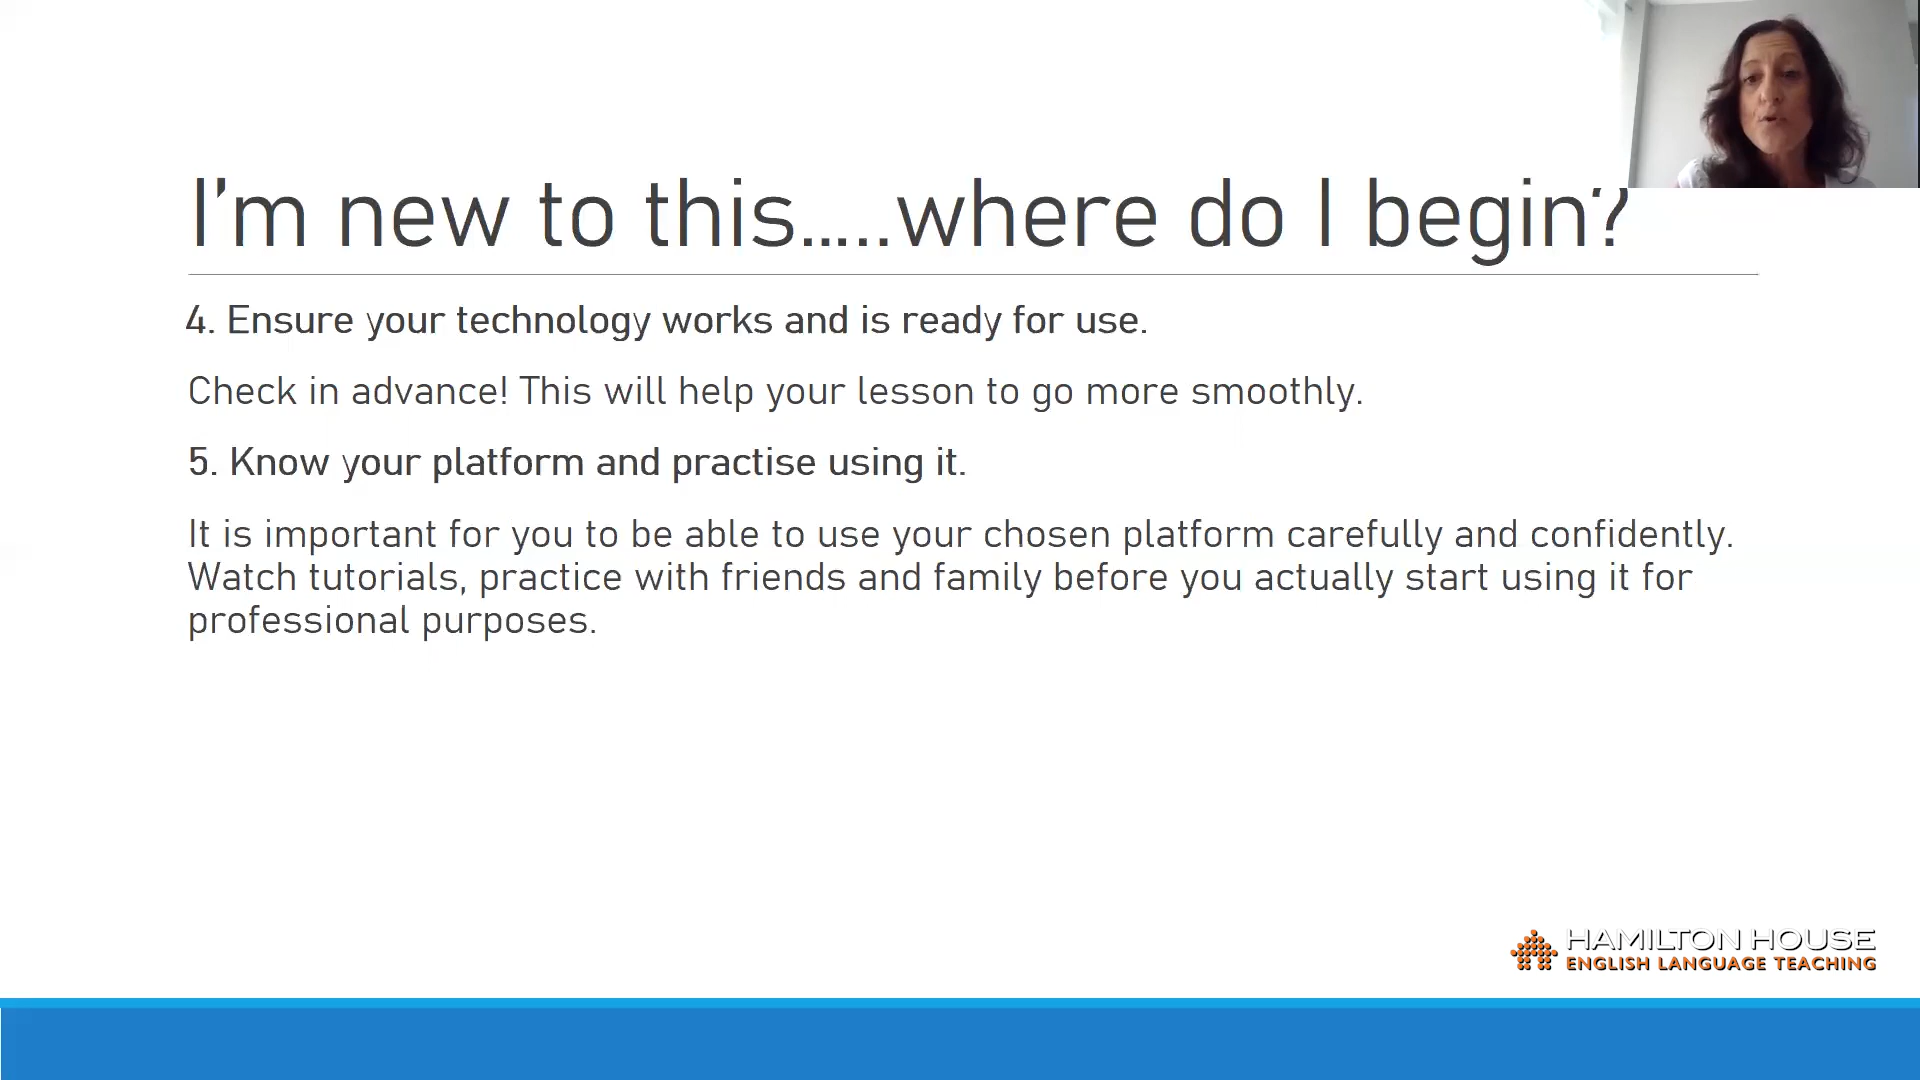 I’m new to this.....where do I begin?
4. Ensure your technology works and is ready for use.
Check in advance! This will help your lesson to go more smoothly.
5. Know your platform and practise using it.
It is important for you to be able to use your chosen platform carefully and confidently.
Watch tutorials, practice with friends and family before you actually start using it for
professional purposes.
HAMILTON HOUSE
ENGLISH LANGUAGE TEACHING